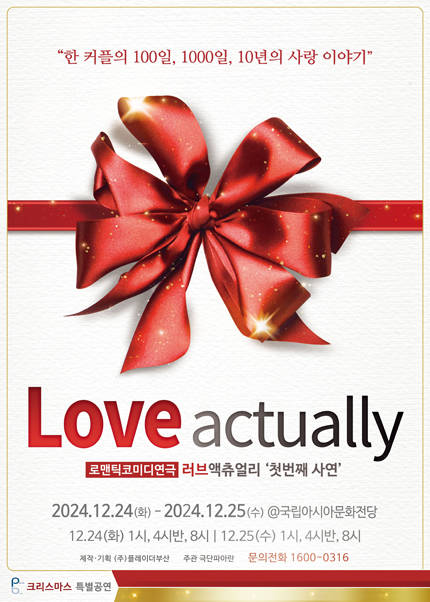 “한 커플의 100일, 1000일, 10년의 사랑 이야기”
Love actually
로맨틱코미디연극 러브액츄얼리 ‘첫번째 사연’
2024.12.24(화) - 2024.12.25(수) @국립아시아문화전당
12.24(화) 1시, 4시반, 8시 | 12.25(수) 1시, 4시반, 8시
제작·기획 (주)플레이더부산 주관 극단파아란 문의전화 1600-0316
크리스마스 특별공연